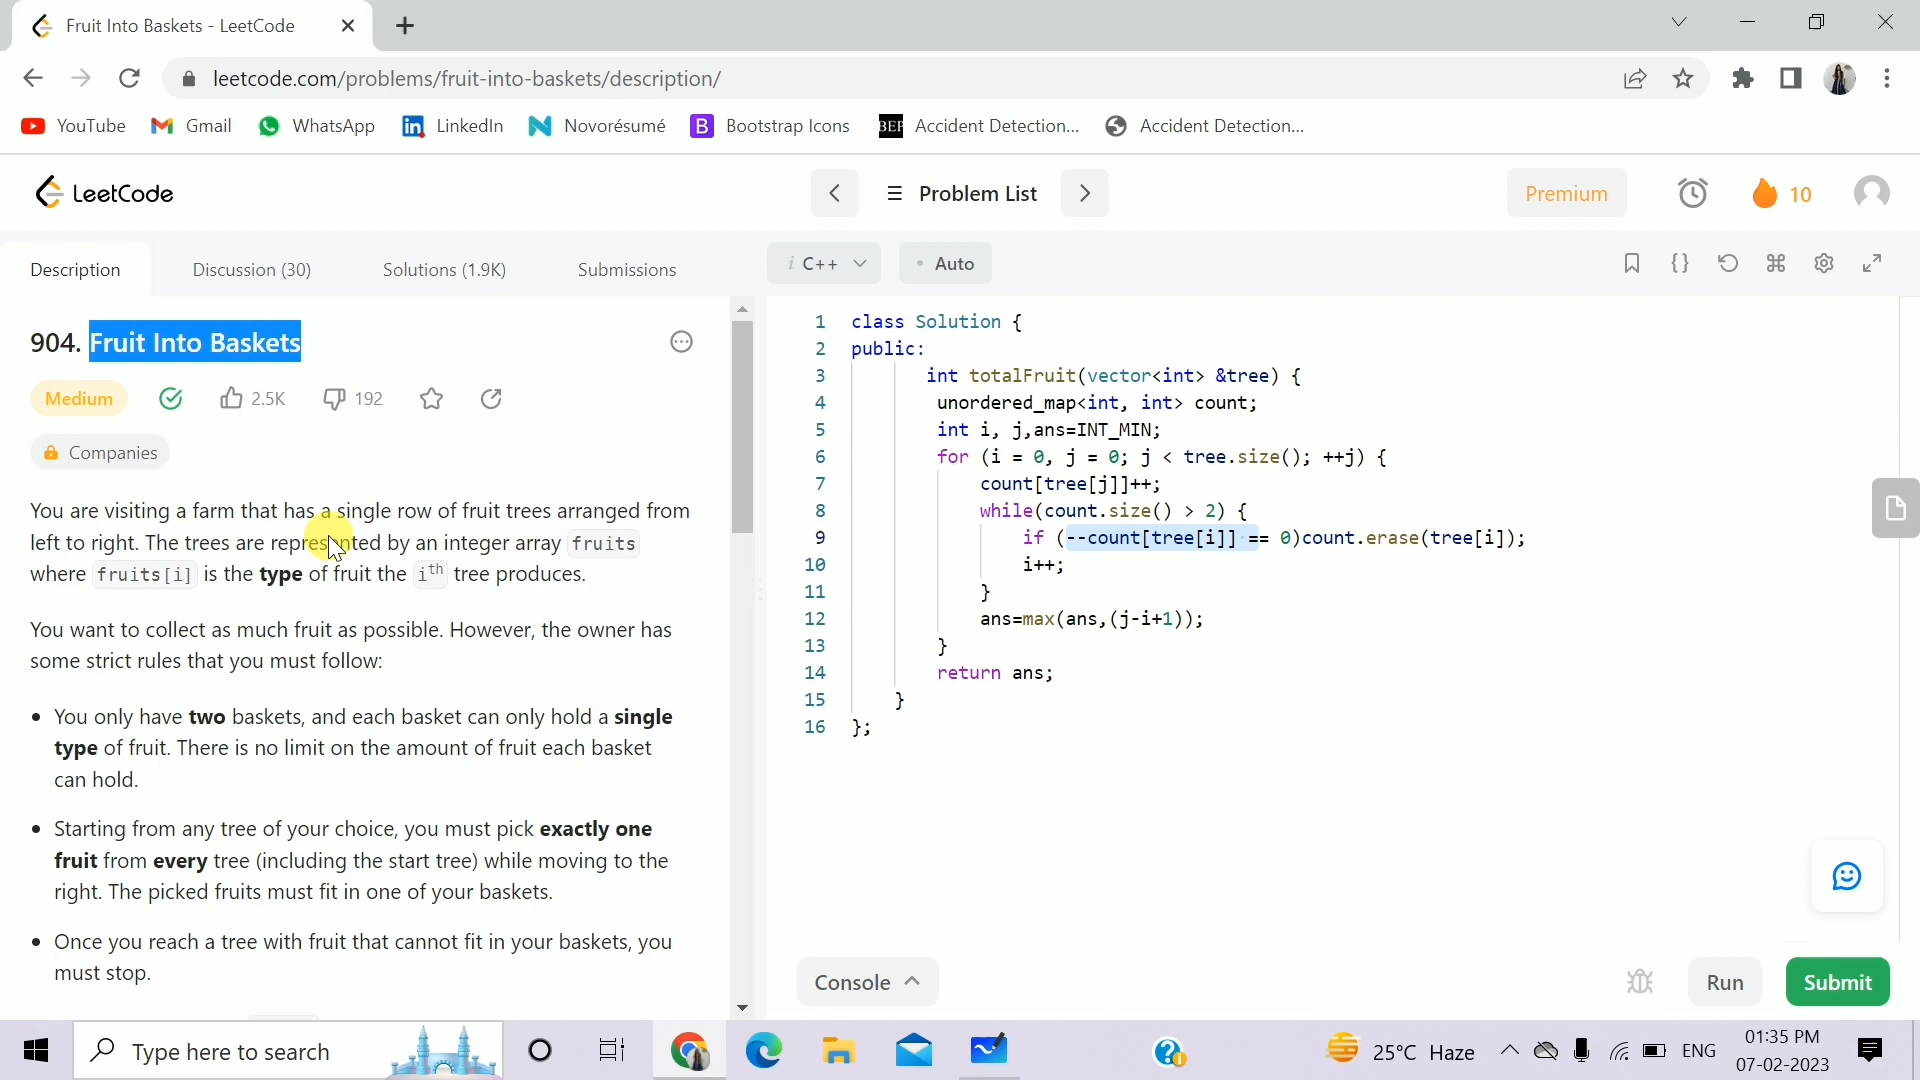 Fruit Into Baskets - LeetCode
leetcode.com/problems/fruit-into-baskets/description/
YouTube Gmail WhatsApp LinkedIn Novorésumé Bootstrap Icons BEP Accident Detection... Accident Detection...
LeetCode
Problem List
Premium
10
Description Discussion (30) Solutions (1.9K) Submissions
i C++ • Auto
904. Fruit Into Baskets
Medium 2.5K 192
Companies
You are visiting a farm that has a single row of fruit trees arranged from
left to right. The trees are represented by an integer array fruits
where fruits[i] is the type of fruit the ith tree produces.
You want to collect as much fruit as possible. However, the owner has
some strict rules that you must follow:
• You only have two baskets, and each basket can only hold a single
type of fruit. There is no limit on the amount of fruit each basket
can hold.
• Starting from any tree of your choice, you must pick exactly one
fruit from every tree (including the start tree) while moving to the
right. The picked fruits must fit in one of your baskets.
• Once you reach a tree with fruit that cannot fit in your baskets, you
must stop.
1 class Solution {
2 public:
3 int totalFruit(vector<int> &tree) {
4 unordered_map<int, int> count;
5 int i, j,ans=INT_MIN;
6 for (i = 0, j = 0; j < tree.size(); ++j) {
7 count[tree[j]]++;
8 while(count.size() > 2) {
9 if (--count[tree[i]] == 0)count.erase(tree[i]);
10 i++;
11 }
12 ans=max(ans,(j-i+1));
13 }
14 return ans;
15 }
16 };
Console
Run
Submit
Type here to search
25°C Haze
ENG
01:35 PM
07-02-2023